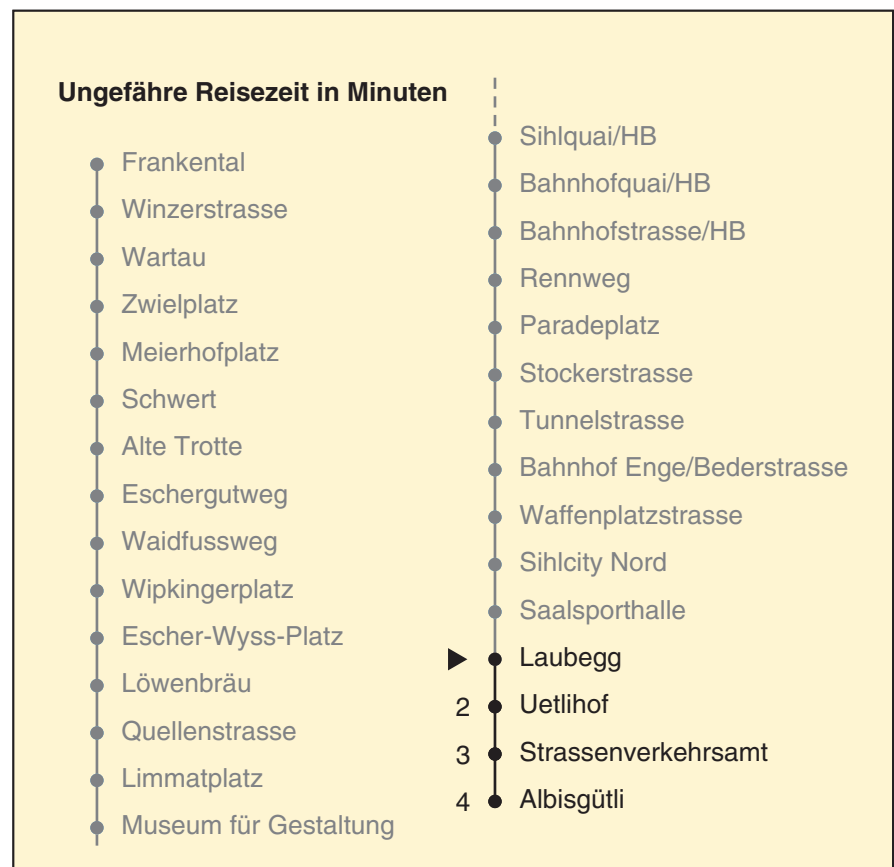 Ungefähre Reisezeit in Minuten
Frankental
Winzerstrasse
Wartau
Zwielplatz
Meierhofplatz
Schwert
Alte Trotte
Eschergutweg
Waidfussweg
Wipkingerplatz
Escher-Wyss-Platz
Löwenbräu
Quellenstrasse
Limmatplatz
Museum für Gestaltung
Sihlquai/HB
Bahnhofquai/HB
Bahnhofstrasse/HB
Rennweg
Paradeplatz
Stockerstrasse
Tunnelstrasse
Bahnhof Enge/Bederstrasse
Waffenplatzstrasse
Sihlcity Nord
Saalsporthalle
Laubegg
2 Uetlihof
3 Strassenverkehrsamt
4 Albisgütli